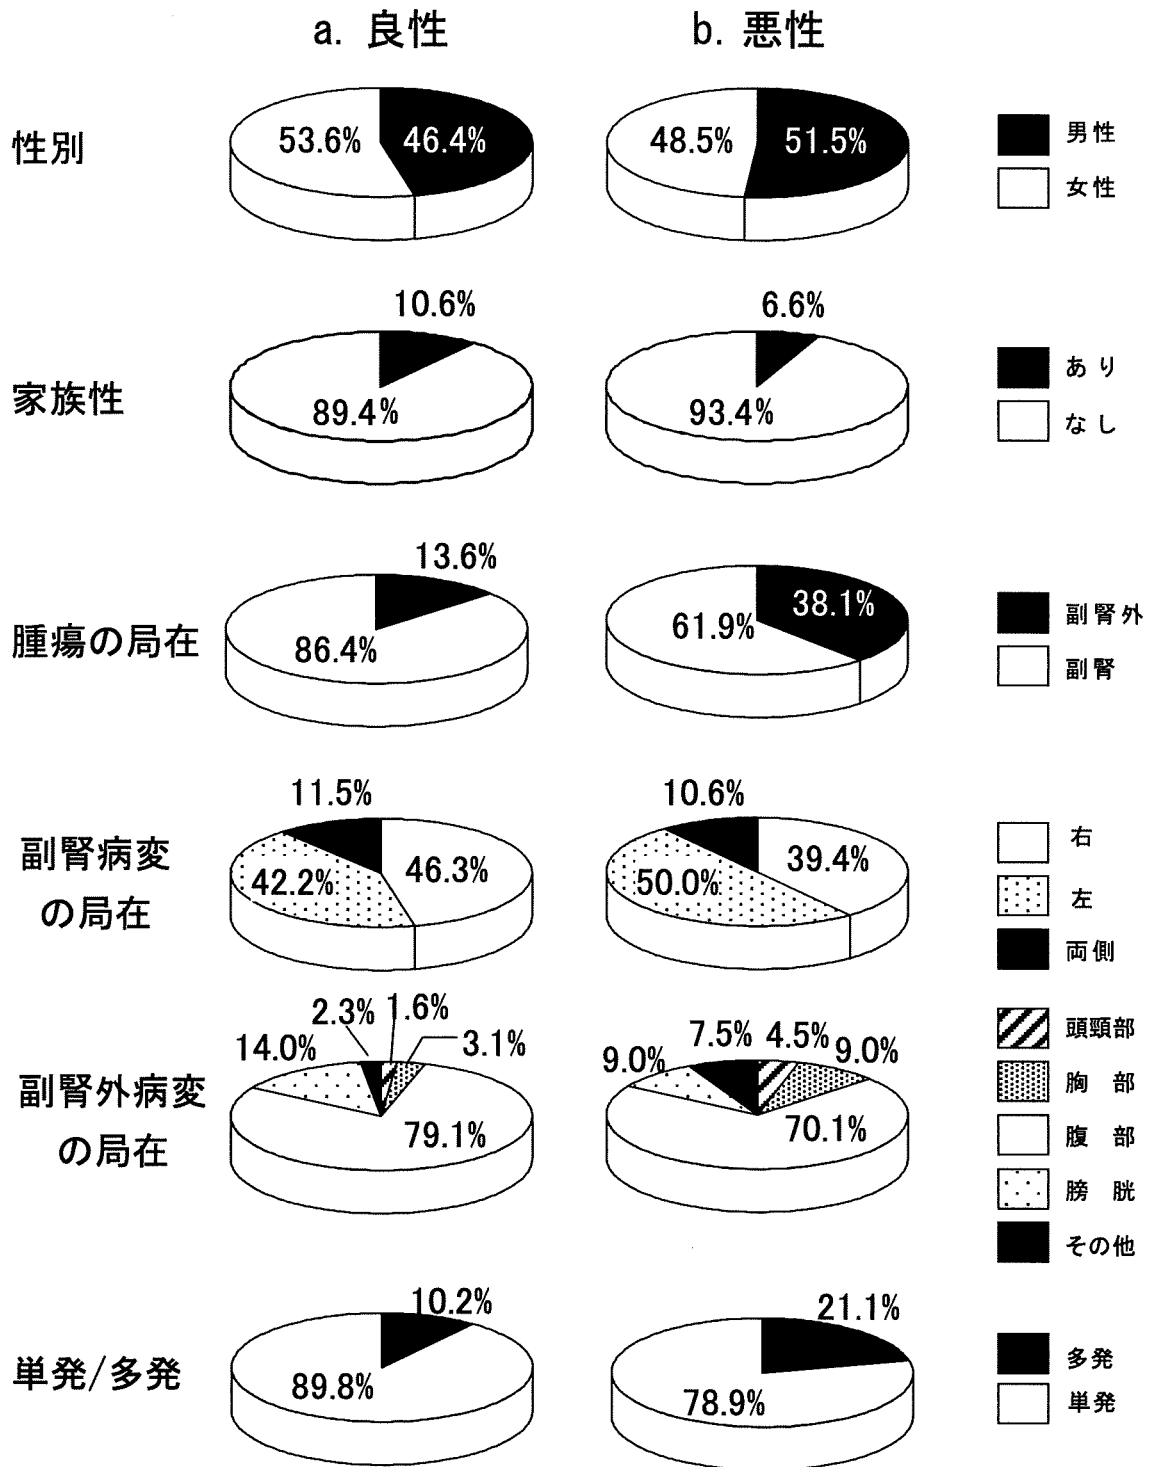 a. 良性
b. 悪性
性別
53.6%
46.4%
48.5%
51.5%
男性
女性
家族性
10.6%
89.4%
6.6%
93.4%
あり
なし
腫瘍の局在
13.6%
86.4%
38.1%
61.9%
副腎外
副腎
副腎病変
の局在
11.5%
42.2%
46.3%
10.6%
50.0%
39.4%
右
左
両側
副腎外病変
の局在
14.0%
2.3%
1.6%
3.1%
79.1%
9.0%
7.5%
4.5%
9.0%
70.1%
頭頸部
胸部
腹部
膀胱
その他
単発/多発
10.2%
89.8%
21.1%
78.9%
多発
単発